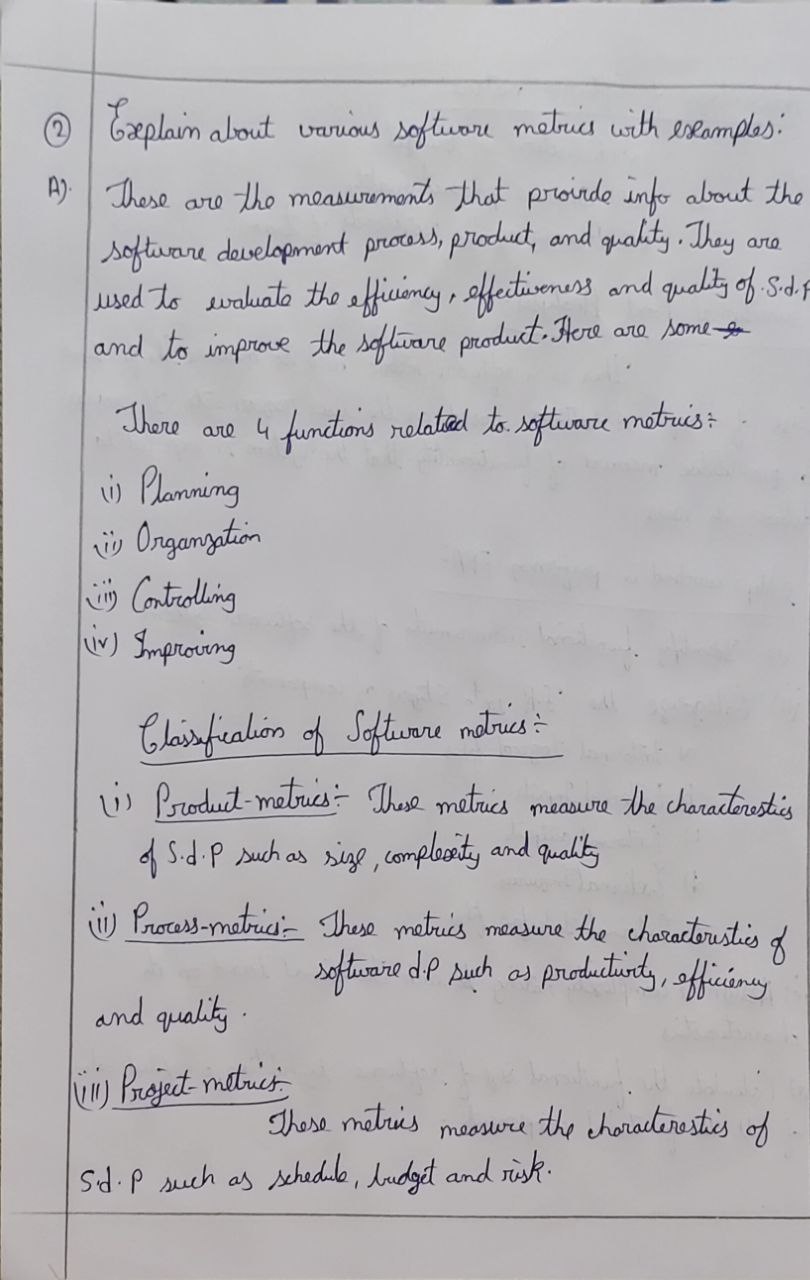 ② Explain about various software metrics with examples:
A). These are the measurements that proivde info about the
software development process, product, and quality. They are
used to evaluate the efficiency, effectiveness and quality of S.d.p
and to improve the software product. Here are some
There are 4 functions related to software metrics:-
(i) Planning
(ii) Organzation
(iii) Controlling
(iv) Improving
Classification of Software metrics:-
(i) Product-metrics:- These metrics measure the characterestics
of S.d.P such as size, complexity and quality
(ii) Process-metrics:- These metrics measure the characteristics of
software d.P such as productivity, efficiency
and quality.
(iii) Project-metrics:-
These metrics measure the characterestics of
S.d.P such as schedule, budget and risk.